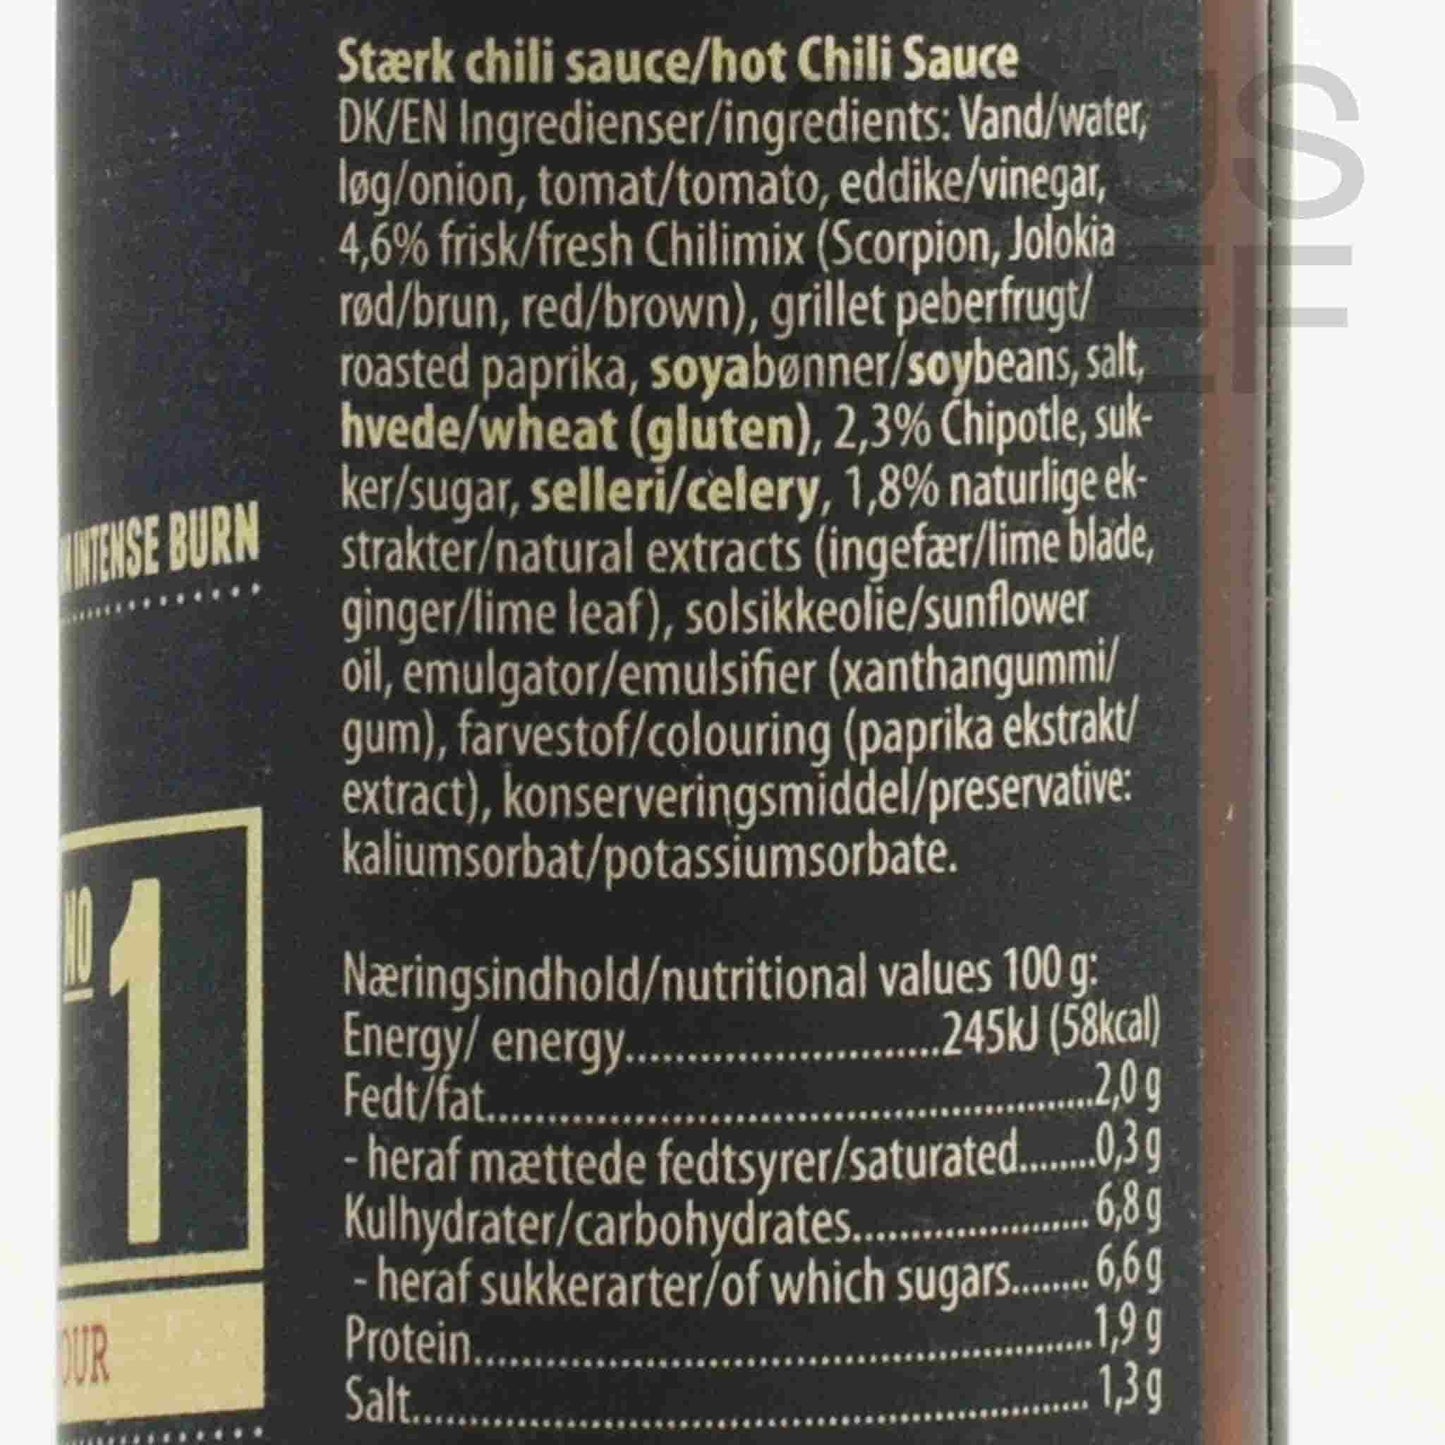 Stærk chili sauce/hot Chili Sauce
DK/EN Ingredienser/ingredients: Vand/water,
løg/onion, tomat/tomato, eddike/vinegar,
4,6% frisk/fresh Chilimix (Scorpion, Jolokia
rød/brun, red/brown), grillet peberfrugt/
roasted paprika, soyabønner/soybeans, salt,
hvede/wheat (gluten), 2,3% Chipotle, suk-
ker/sugar, selleri/celery, 1,8% naturlige ek-
strakter/natural extracts (ingefær/lime blade,
ginger/lime leaf), solsikkeolie/sunflower
oil, emulgator/emulsifier (xanthangummi/
gum), farvestof/colouring (paprika ekstrakt/
extract), konserveringsmiddel/preservative:
kaliumsorbat/potassiumsorbate.
Næringsindhold/nutritional values 100 g:
Energy/ energy..........................245kJ (58kcal)
Fedt/fat..................................................2,0 g
- heraf mættede fedtsyrer/saturated........0,3 g
Kulhydrater/carbohydrates................... 6,8 g
- heraf sukkerarter/of which sugars........ 6,6 g
Protein..................................................1,9 g
Salt....................................................... 1,3 g
INTENSE BURN
NO
1
OUR
US